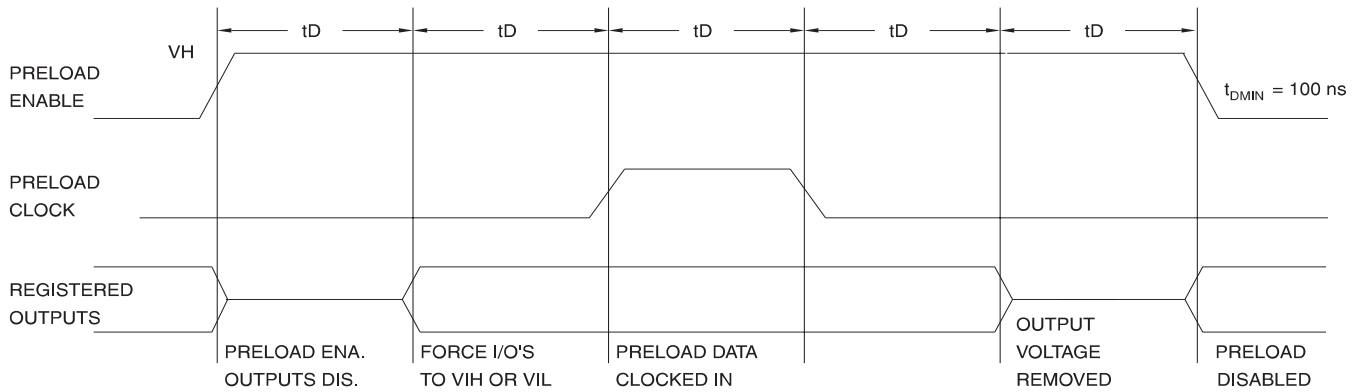 tD tD tD tD tD
VH
PRELOAD
ENABLE
t_DMIN = 100 ns
PRELOAD
CLOCK
REGISTERED
OUTPUTS
PRELOAD ENA.
OUTPUTS DIS.
FORCE I/O'S
TO VIH OR VIL
PRELOAD DATA
CLOCKED IN
OUTPUT
VOLTAGE
REMOVED
PRELOAD
DISABLED